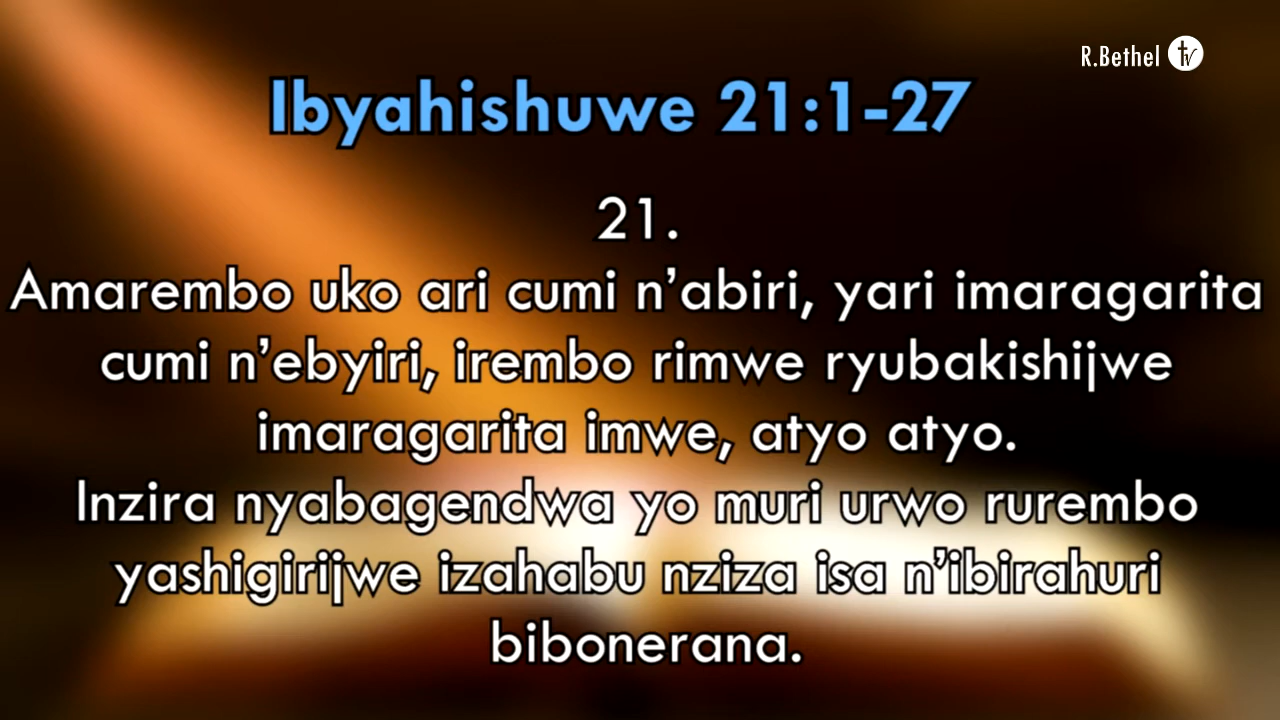 R.Bethel tv
Ibyahishuwe 21:1-27
21.
Amarembo uko ari cumi n’abiri, yari imaragarita
cumi n’ebyiri, irembo rimwe ryubakishijwe
imaragarita imwe, atyo atyo.
Inzira nyabagendwa yo muri urwo rurembo
yashigirijwe izahabu nziza isa n’ibirahuri
bibonerana.